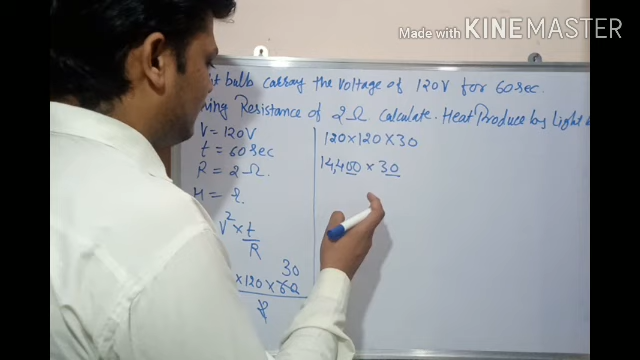 Made with KINEMASTER
bulb carray the voltage of 120V for 60sec.
Resistance of 2Ω Calculate. Heat Produce by Light
V = 120V
t = 60sec
R = 2Ω.
H = ?
V² × t
R
30
× 120 × 60
2
120×120×30
14,400 × 30